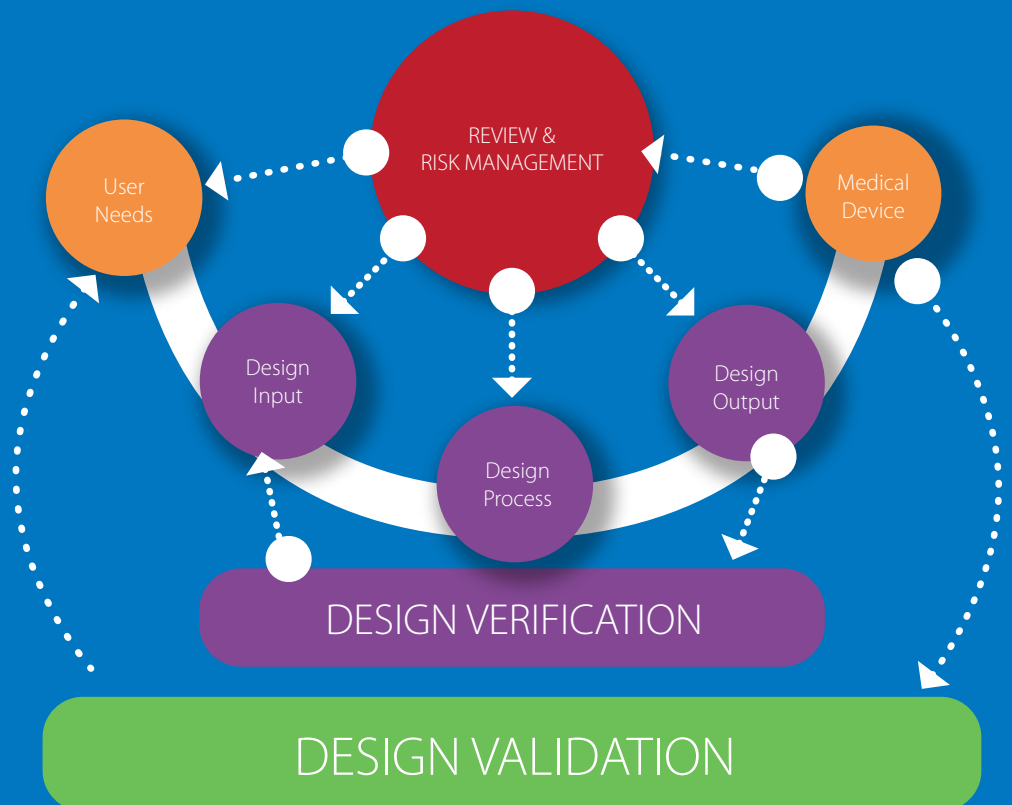 REVIEW &
RISK MANAGEMENT
User
Needs
Medical
Device
Design
Input
Design
Output
Design
Process
DESIGN VERIFICATION
DESIGN VALIDATION